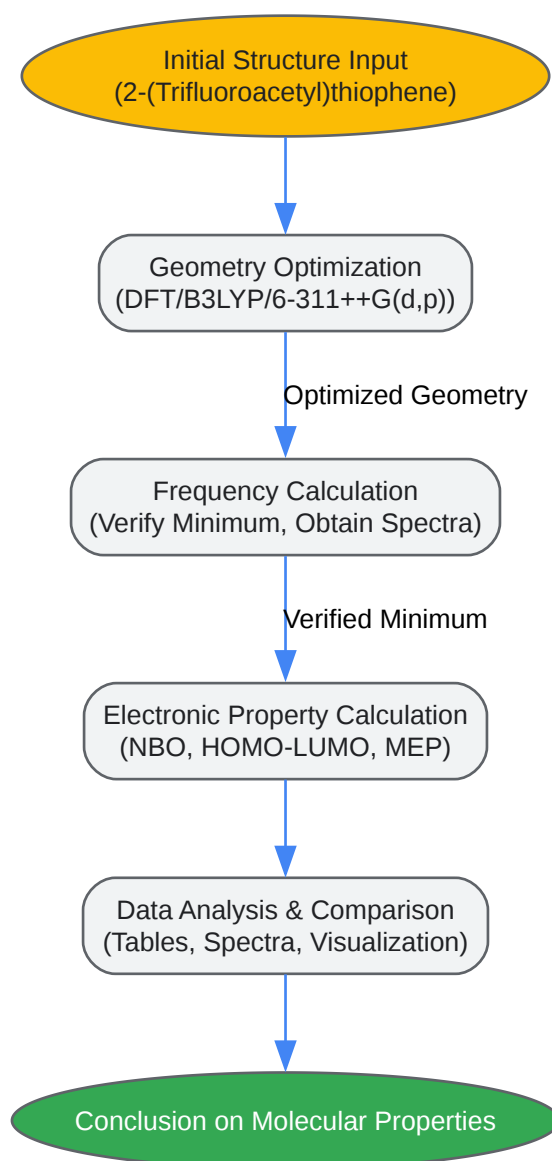 Initial Structure Input
(2-(Trifluoroacetyl)thiophene)
Geometry Optimization
(DFT/B3LYP/6-311++G(d,p))
Optimized Geometry
Frequency Calculation
(Verify Minimum, Obtain Spectra)
Verified Minimum
Electronic Property Calculation
(NBO, HOMO-LUMO, MEP)
Data Analysis & Comparison
(Tables, Spectra, Visualization)
Conclusion on Molecular Properties